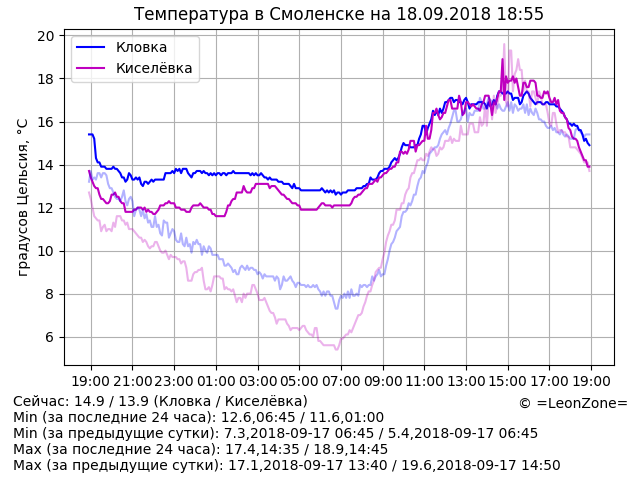 Температура в Смоленске на 18.09.2018 18:55
Кловка
Киселёвка
градусов Цельсия, °C
20
18
16
14
12
10
8
6
19:00 21:00 23:00 01:00 03:00 05:00 07:00 09:00 11:00 13:00 15:00 17:00 19:00
Сейчас: 14.9 / 13.9 (Кловка / Киселёвка)
© =LeonZone=
Min (за последние 24 часа): 12.6,06:45 / 11.6,01:00
Min (за предыдущие сутки): 7.3,2018-09-17 06:45 / 5.4,2018-09-17 06:45
Max (за последние 24 часа): 17.4,14:35 / 18.9,14:45
Max (за предыдущие сутки): 17.1,2018-09-17 13:40 / 19.6,2018-09-17 14:50